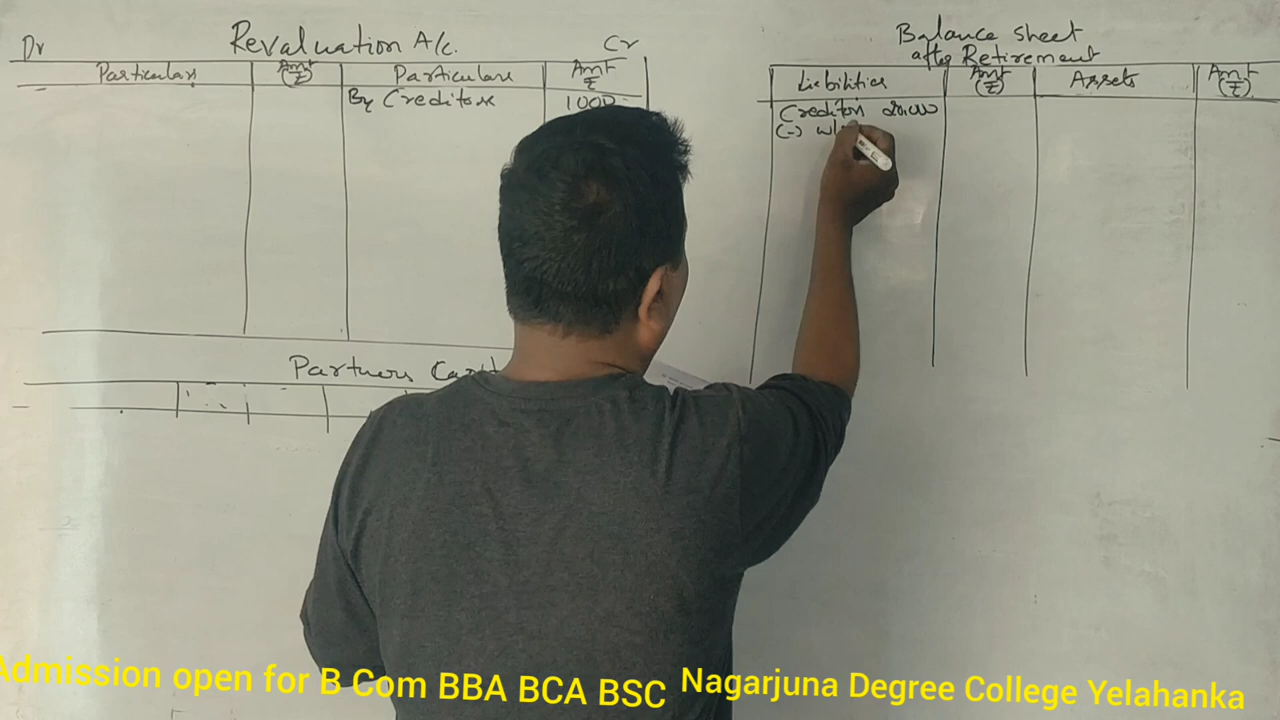 Dr Revaluation A/c. Cr
Particulars Amt (₹) Particulars Amt ₹
By Creditors 1000
Partners Capit
Balance Sheet
after Retirement
Liabilities Amt (₹) Assets Amt (₹)
Creditors 20,000
(-) w/
Admission open for B Com BBA BCA BSC Nagarjuna Degree College Yelahanka